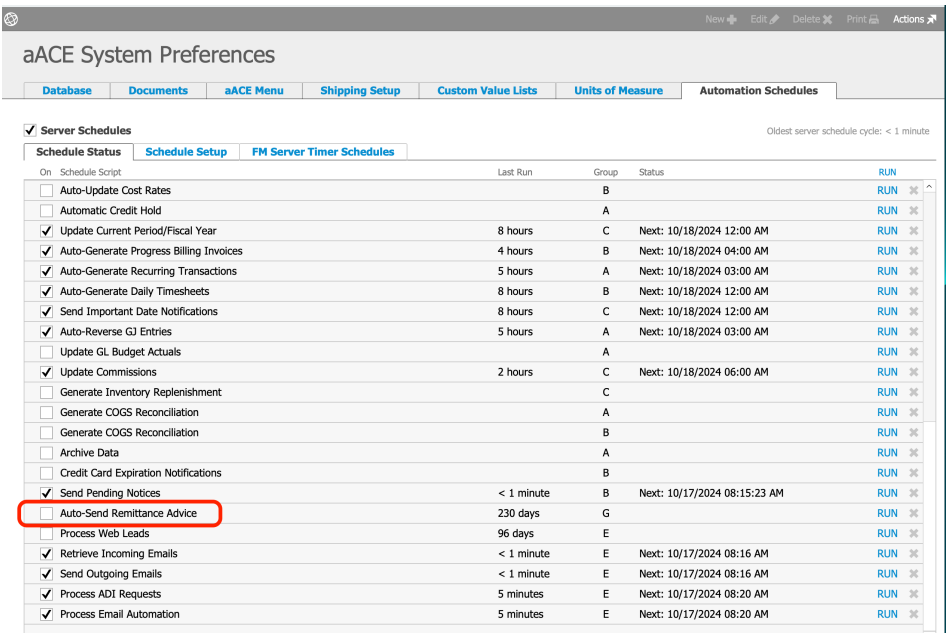 New Edit Delete Print Actions
aACE System Preferences
Database Documents aACE Menu Shipping Setup Custom Value Lists Units of Measure Automation Schedules
Server Schedules Oldest server schedule cycle: < 1 minute
Schedule Status Schedule Setup FM Server Timer Schedules
On Schedule Script Last Run Group Status RUN
Auto-Update Cost Rates B RUN
Automatic Credit Hold A RUN
Update Current Period/Fiscal Year 8 hours C Next: 10/18/2024 12:00 AM RUN
Auto-Generate Progress Billing Invoices 4 hours B Next: 10/18/2024 04:00 AM RUN
Auto-Generate Recurring Transactions 5 hours A Next: 10/18/2024 03:00 AM RUN
Auto-Generate Daily Timesheets 8 hours B Next: 10/18/2024 12:00 AM RUN
Send Important Date Notifications 8 hours C Next: 10/18/2024 12:00 AM RUN
Auto-Reverse GJ Entries 5 hours A Next: 10/18/2024 03:00 AM RUN
Update GL Budget Actuals A RUN
Update Commissions 2 hours C Next: 10/18/2024 06:00 AM RUN
Generate Inventory Replenishment C RUN
Generate COGS Reconciliation A RUN
Generate COGS Reconciliation B RUN
Archive Data A RUN
Credit Card Expiration Notifications B RUN
Send Pending Notices < 1 minute B Next: 10/17/2024 08:15:23 AM RUN
Auto-Send Remittance Advice 230 days G RUN
Process Web Leads 96 days E RUN
Retrieve Incoming Emails < 1 minute E Next: 10/17/2024 08:16 AM RUN
Send Outgoing Emails < 1 minute E Next: 10/17/2024 08:16 AM RUN
Process ADI Requests 5 minutes E Next: 10/17/2024 08:20 AM RUN
Process Email Automation 5 minutes E Next: 10/17/2024 08:20 AM RUN